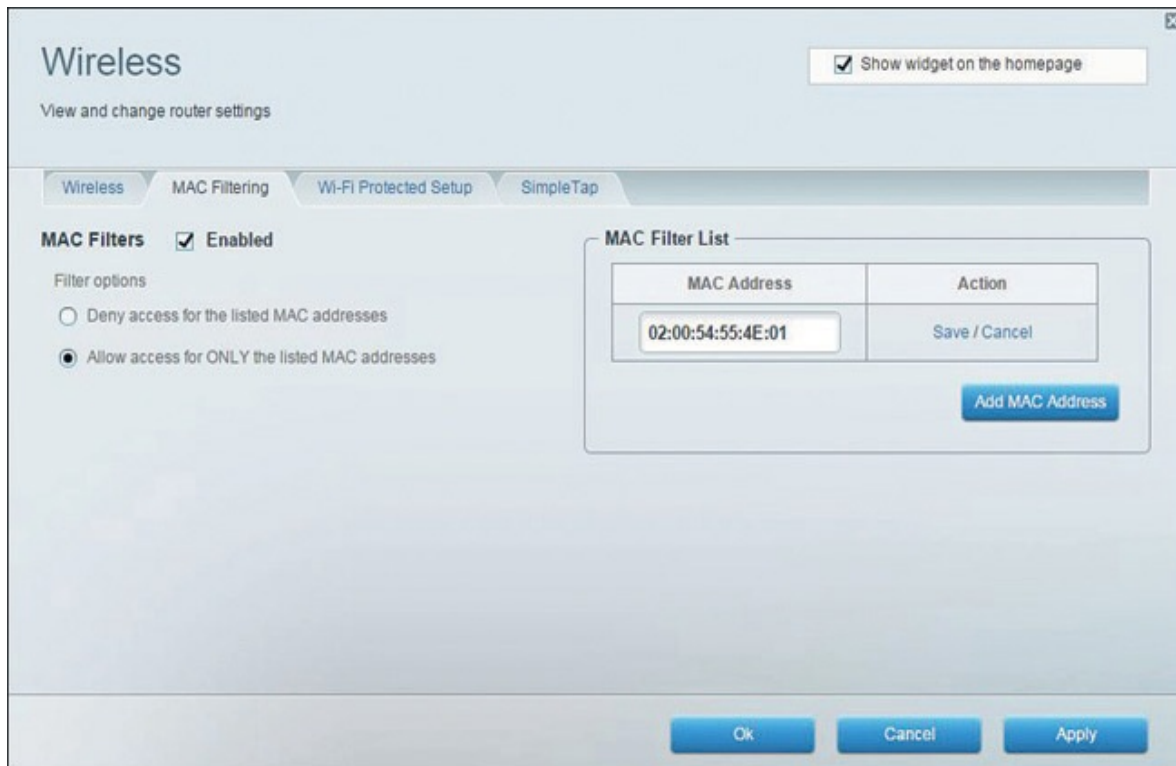 Wireless
Show widget on the homepage
View and change router settings
Wireless
MAC Filtering
Wi-Fi Protected Setup
SimpleTap
MAC Filters
Enabled
Filter options
Deny access for the listed MAC addresses
Allow access for ONLY the listed MAC addresses
MAC Filter List
MAC Address
Action
02:00:54:55:4E:01
Save / Cancel
Add MAC Address
Ok
Cancel
Apply